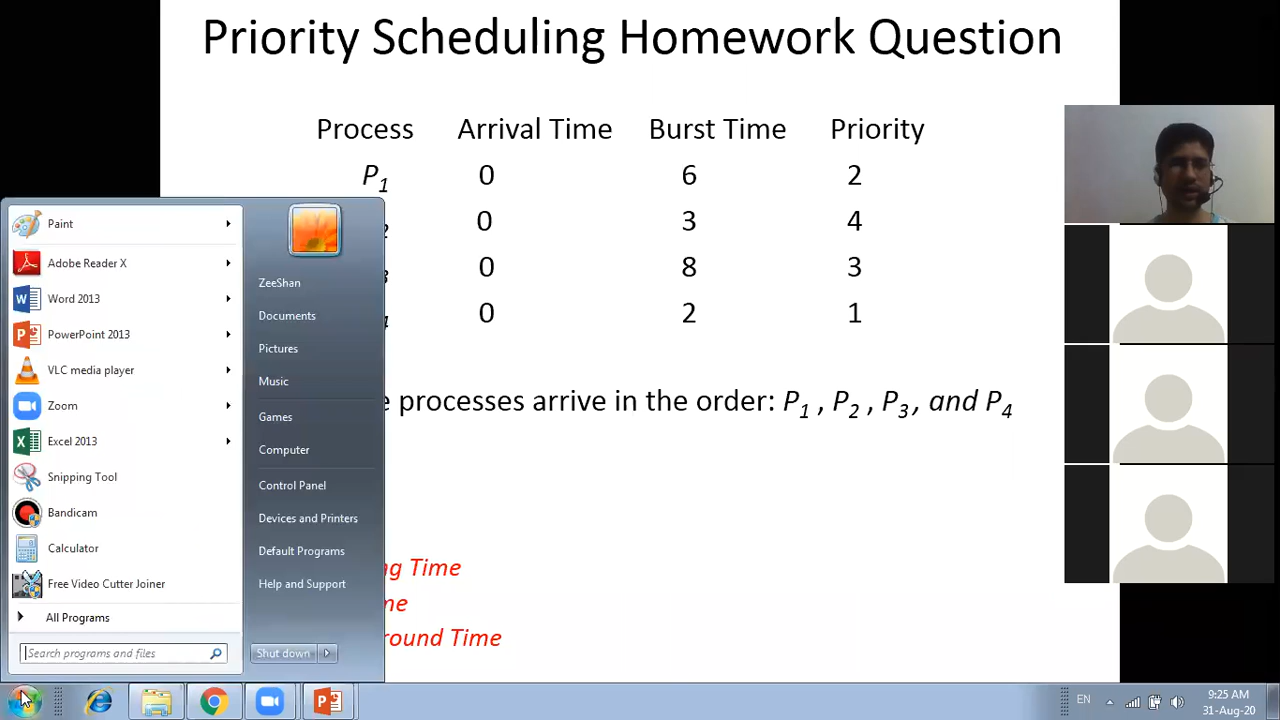 Priority Scheduling Homework Question
Process Arrival Time Burst Time Priority
P1 0 6 2
2 0 3 4
3 0 8 3
4 0 2 1
e processes arrive in the order: P1 , P2 , P3, and P4
ng Time
me
round Time
Paint
Adobe Reader X
Word 2013
PowerPoint 2013
VLC media player
Zoom
Excel 2013
Snipping Tool
Bandicam
Calculator
Free Video Cutter Joiner
All Programs
Search programs and files
ZeeShan
Documents
Pictures
Music
Games
Computer
Control Panel
Devices and Printers
Default Programs
Help and Support
Shut down
EN
9:25 AM
31-Aug-20